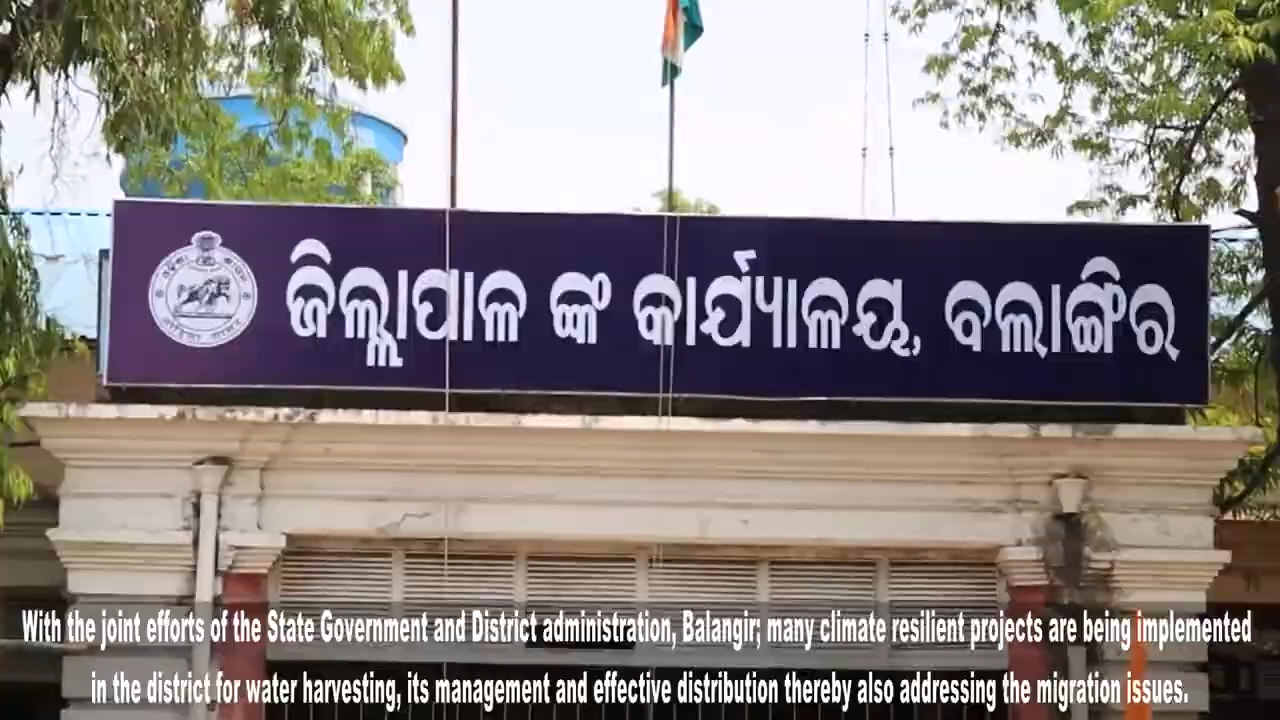 ଜିଲ୍ଲାପାଳ ଙ୍କ କାର୍ଯ୍ୟାଳୟ, ବଲାଙ୍ଗିର
With the joint efforts of the State Government and District administration, Balangir; many climate resilient projects are being implemented
in the district for water harvesting, its management and effective distribution thereby also addressing the migration issues.